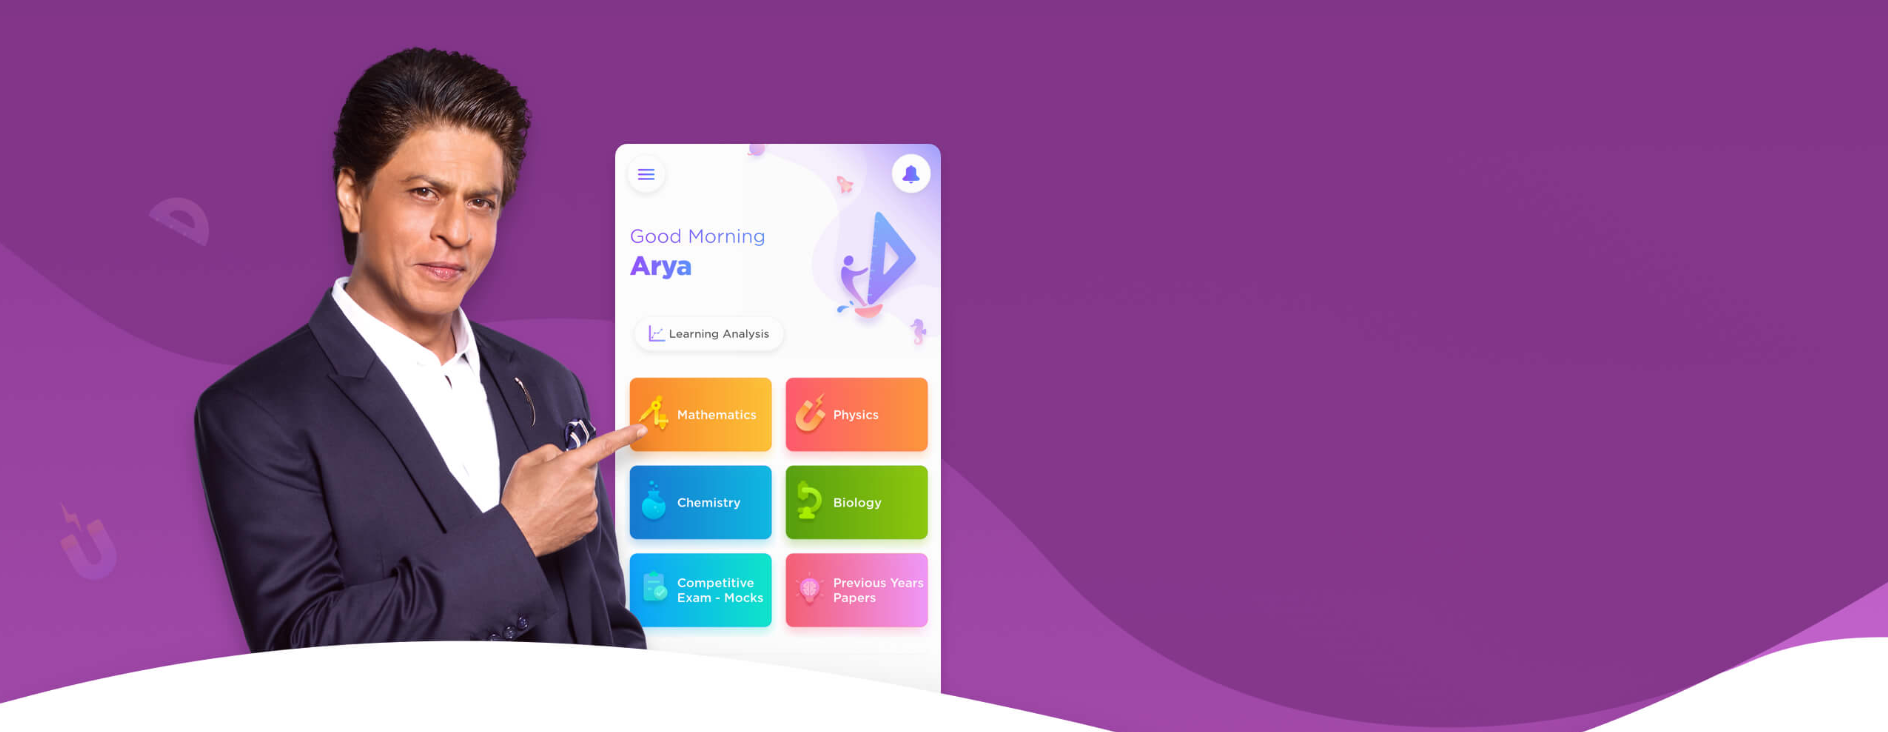 Good Morning
Arya
Learning Analysis
Mathematics
Physics
Chemistry
Biology
Competitive
Exam - Mocks
Previous Years
Papers